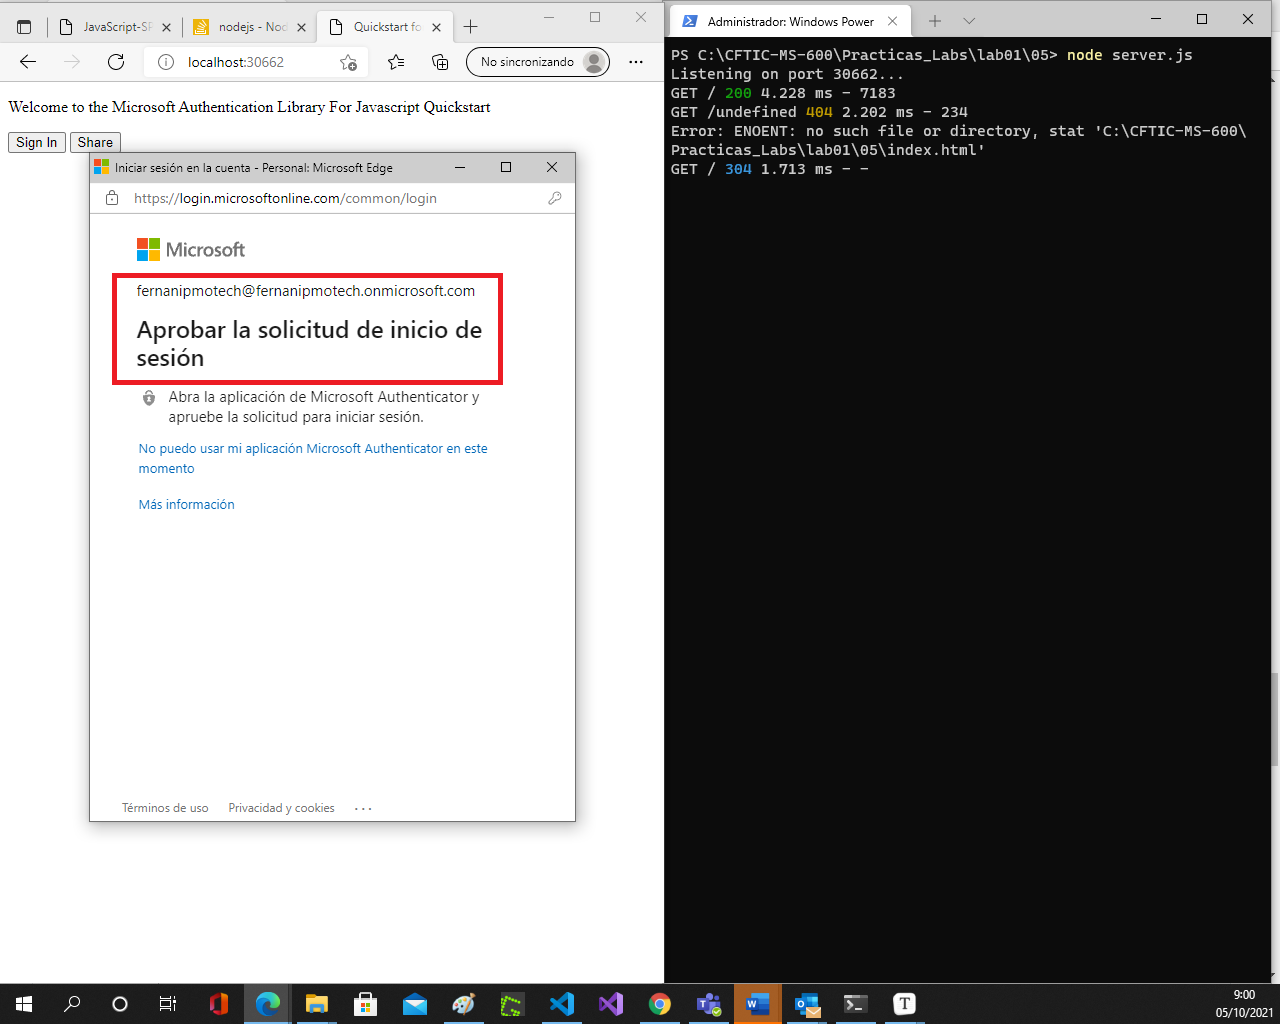 JavaScript-SP
nodejs - Nod
Quickstart fo
localhost:30662
No sincronizando
Welcome to the Microsoft Authentication Library For Javascript Quickstart
Sign In
Share
Iniciar sesión en la cuenta - Personal: Microsoft Edge
https://login.microsoftonline.com/common/login
Microsoft
fernanipmotech@fernanipmotech.onmicrosoft.com
Aprobar la solicitud de inicio de
sesión
Abra la aplicación de Microsoft Authenticator y
apruebe la solicitud para iniciar sesión.
No puedo usar mi aplicación Microsoft Authenticator en este
momento
Más información
Términos de uso
Privacidad y cookies
...
Administrador: Windows Power
PS C:\CFTIC-MS-600\Practicas_Labs\lab01\05> node server.js
Listening on port 30662...
GET / 200 4.228 ms - 7183
GET /undefined 404 2.202 ms - 234
Error: ENOENT: no such file or directory, stat 'C:\CFTIC-MS-600\
Practicas_Labs\lab01\05\index.html'
GET / 304 1.713 ms - -
9:00
05/10/2021